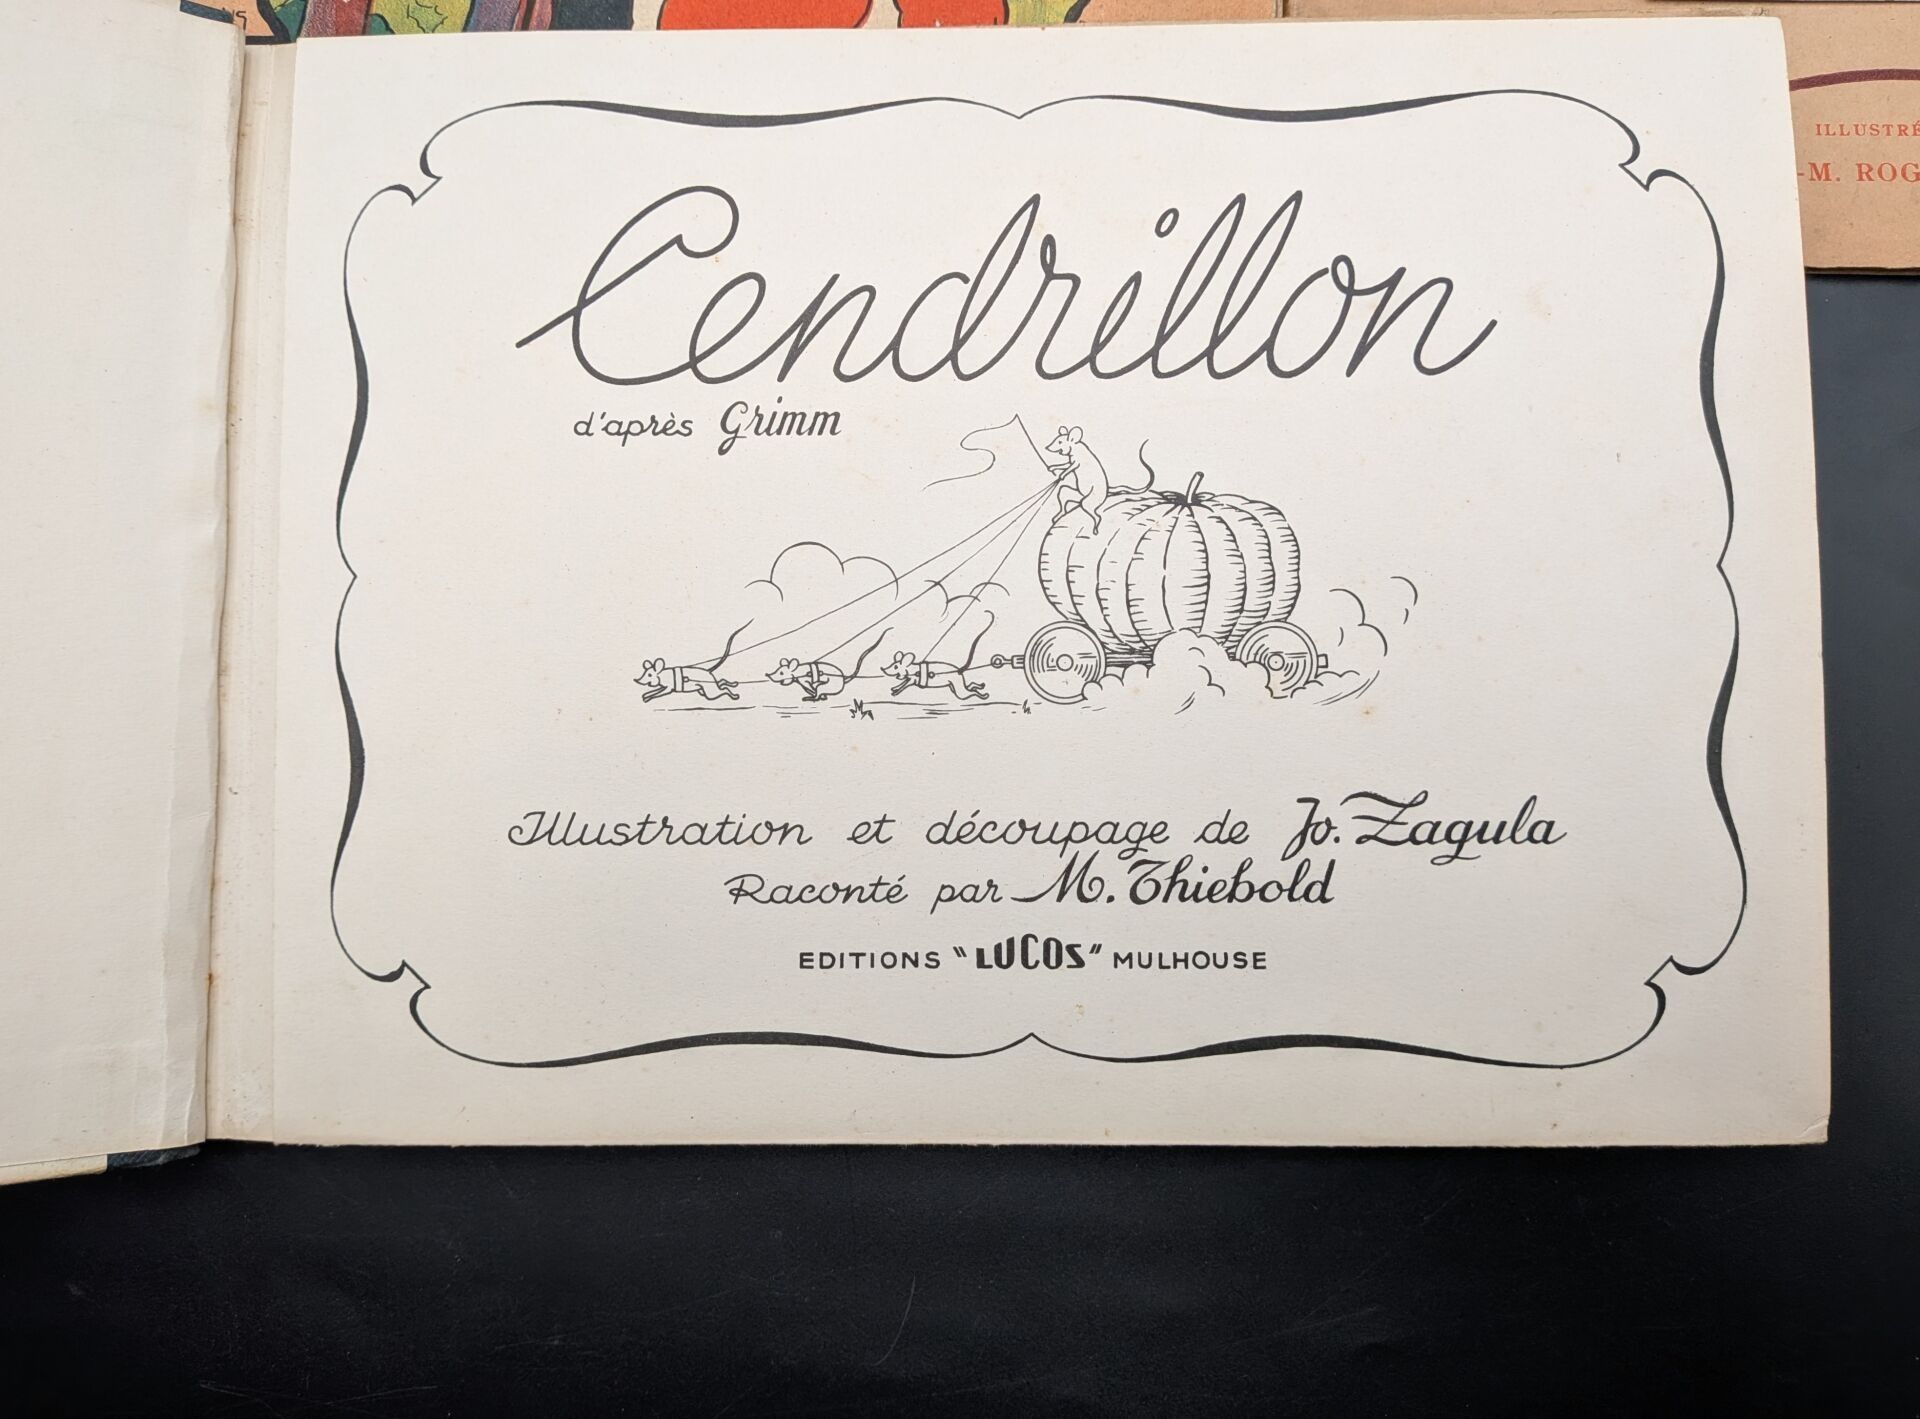 Cendrillon
d'après Grimm
Illustration et découpage de Jo. Zagula
Raconté par M. Thiebold
EDITIONS "LUCOS" MULHOUSE
ILLUSTRÉ
-M. ROG